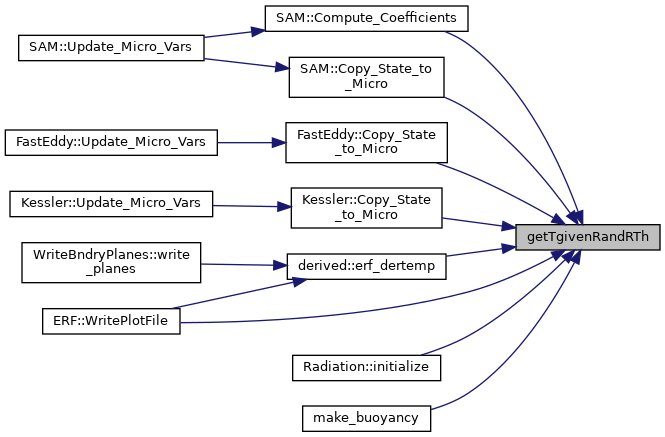 SAM::Compute_Coefficients
SAM::Update_Micro_Vars
SAM::Copy_State_to
_Micro
FastEddy::Update_Micro_Vars
FastEddy::Copy_State
_to_Micro
Kessler::Update_Micro_Vars
Kessler::Copy_State
_to_Micro
getTgivenRandRTh
WriteBndryPlanes::write
_planes
derived::erf_dertemp
ERF::WritePlotFile
Radiation::initialize
make_buoyancy